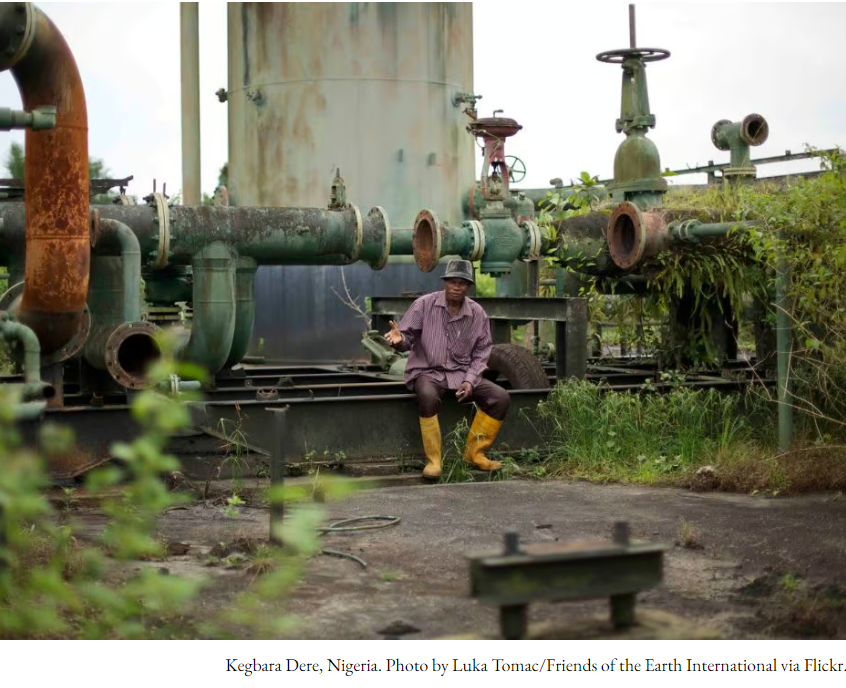 Kegbara Dere, Nigeria. Photo by Luka Tomac/Friends of the Earth International via Flickr.